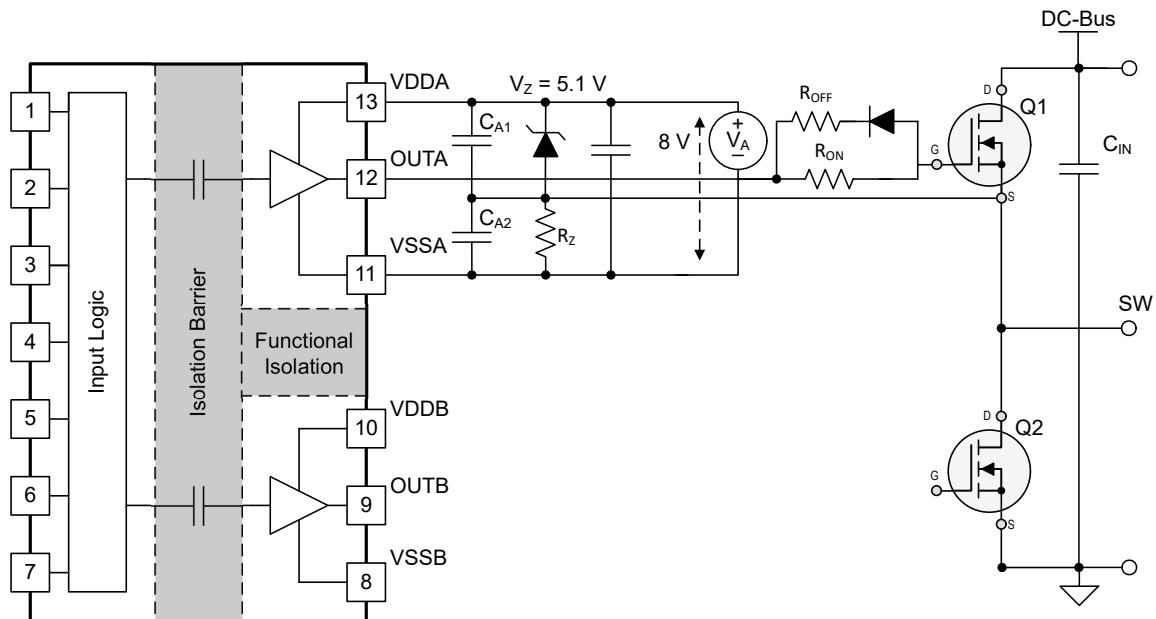 DC-Bus
VDDA
V_Z = 5.1 V
1
13
C_A1
R_OFF
D
Q1
8 V
+
V_A
−
R_ON
G
C_IN
OUTA
2
12
S
C_A2
R_Z
VSSA
3
11
Input Logic
Isolation Barrier
Functional
Isolation
SW
4
VDDB
D
Q2
5
10
OUTB
G
6
9
VSSB
S
7
8